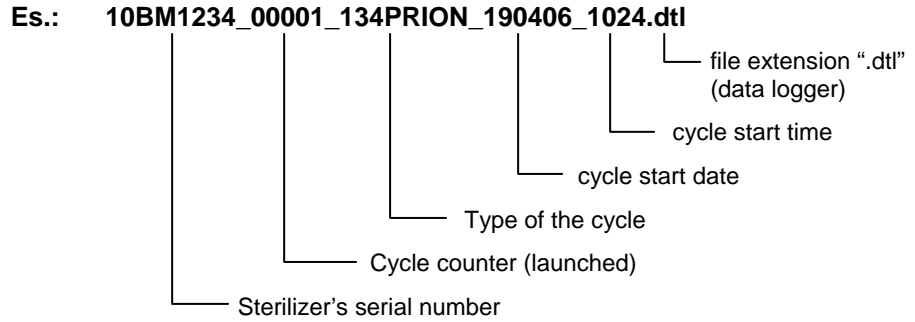 Es.: 10BM1234_00001_134PRION_190406_1024.dtl
file extension “.dtl”
(data logger)
cycle start time
cycle start date
Type of the cycle
Cycle counter (launched)
Sterilizer's serial number